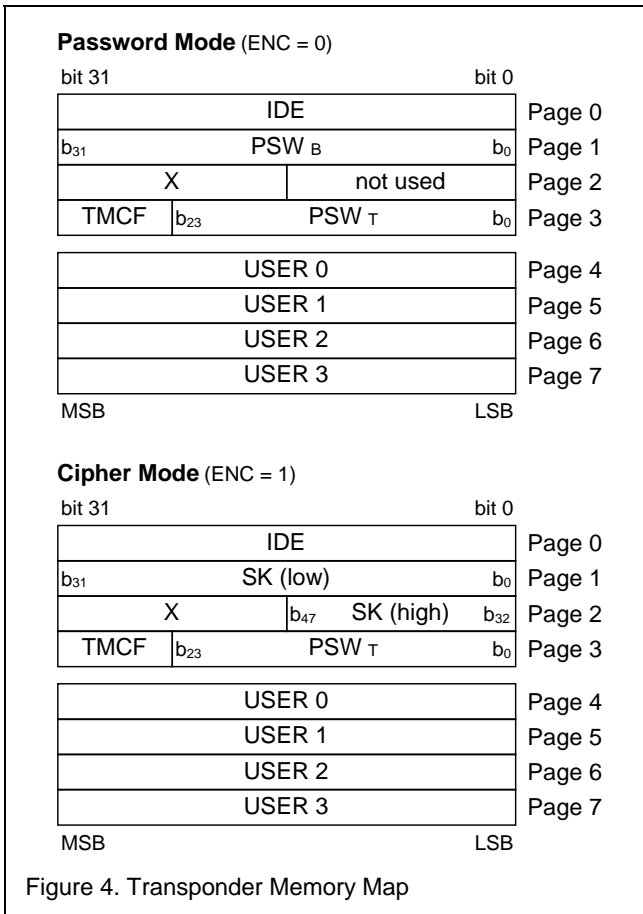 Password Mode (ENC = 0)
bit 31 bit 0
IDE Page 0
b31 PSW B b0 Page 1
X not used Page 2
TMCF b23 PSW T b0 Page 3
USER 0 Page 4
USER 1 Page 5
USER 2 Page 6
USER 3 Page 7
MSB LSB
Cipher Mode (ENC = 1)
bit 31 bit 0
IDE Page 0
b31 SK (low) b0 Page 1
X b47 SK (high) b32 Page 2
TMCF b23 PSW T b0 Page 3
USER 0 Page 4
USER 1 Page 5
USER 2 Page 6
USER 3 Page 7
MSB LSB
Figure 4. Transponder Memory Map